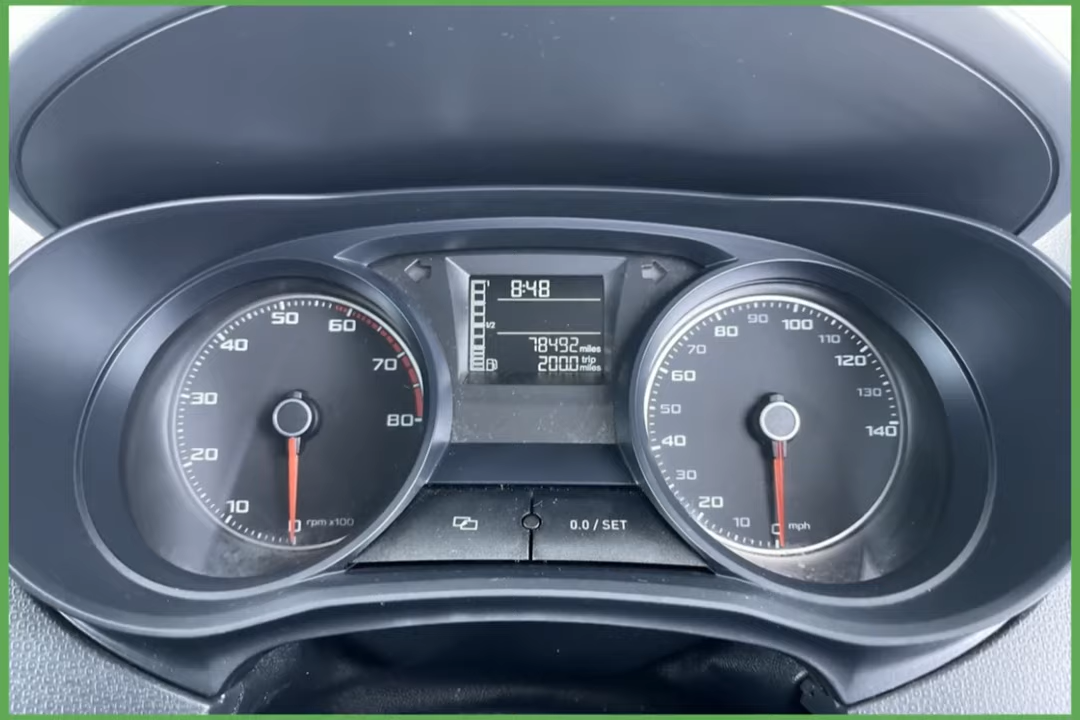 8:48
1
1/2
78492 miles
200.0 trip miles
0 10 20 30 40 50 60 70 80
rpm x100
0 10 20 30 40 50 60 70 80 90 100 110 120 130 140
mph
0.0 / SET